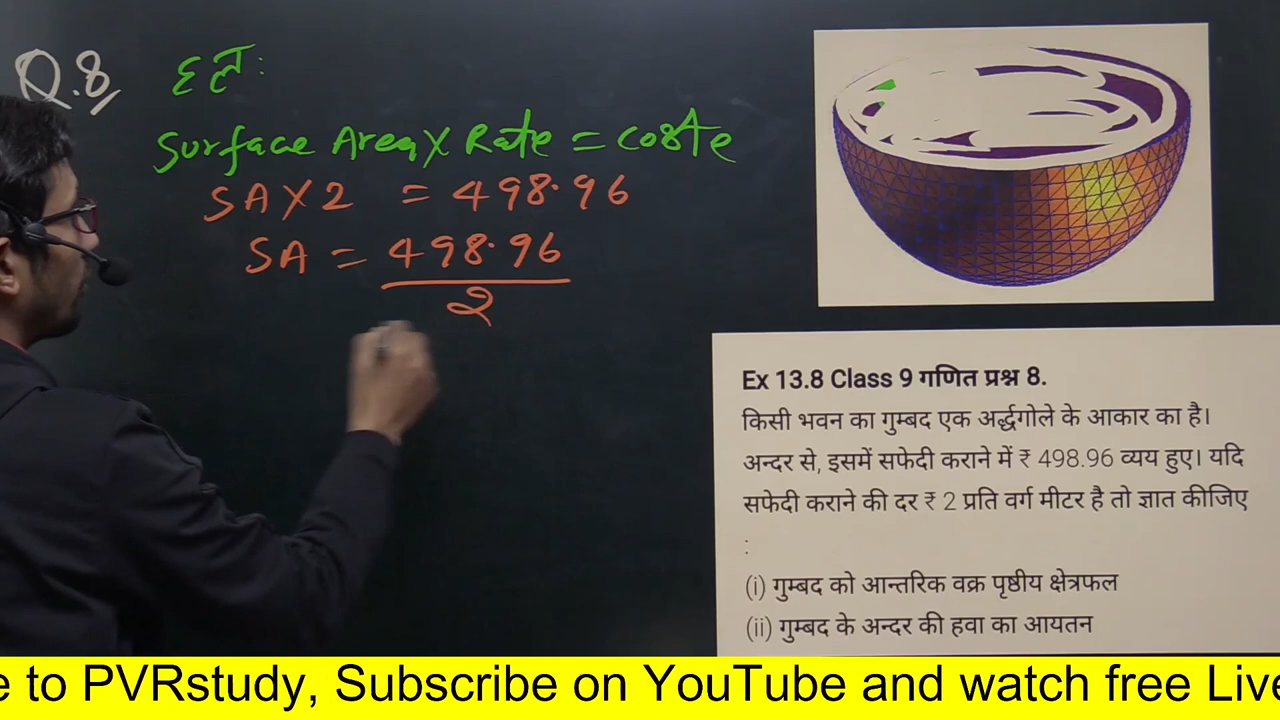 Q.8,
हल:
Surface Area X Rate = coste
SA X 2 = 498.96
SA = 498.96
2
Ex 13.8 Class 9 गणित प्रश्न 8.
किसी भवन का गुम्बद एक अर्द्धगोले के आकार का है।
अन्दर से, इसमें सफेदी कराने में ₹ 498.96 व्यय हुए। यदि
सफेदी कराने की दर ₹ 2 प्रति वर्ग मीटर है तो ज्ञात कीजिए
:
(i) गुम्बद को आन्तरिक वक्र पृष्ठीय क्षेत्रफल
(ii) गुम्बद के अन्दर की हवा का आयतन
e to PVRstudy, Subscribe on YouTube and watch free Live